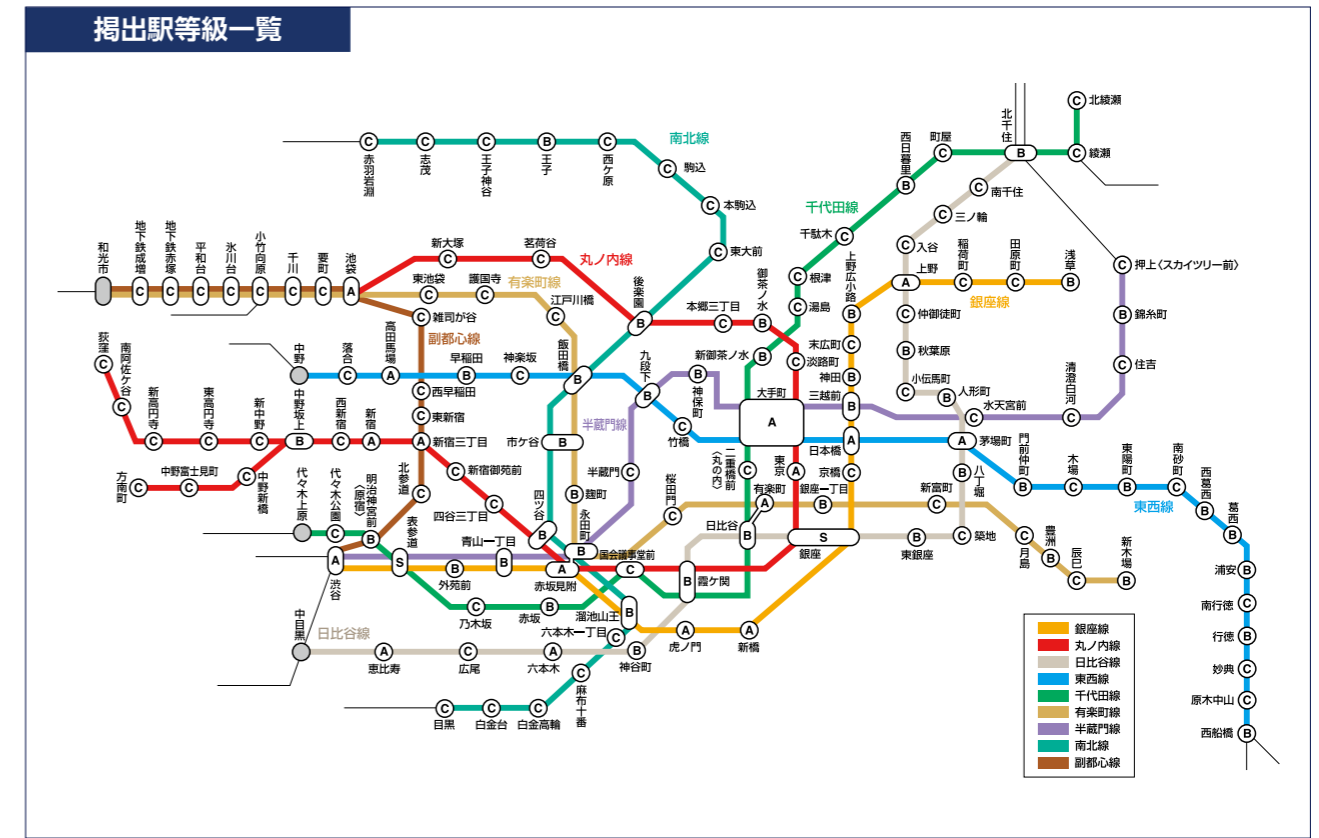 掲出駅等級一覧
南北線
C 赤羽岩淵
C 志茂
C 王子神谷
B 王子
C 西ケ原
C 駒込
C 本駒込
C 東大前
千代田線
C 北綾瀬
C 綾瀬
B 北千住
C 町屋
B 西日暮里
C 千駄木
C 根津
C 湯島
C 南千住
C 三ノ輪
C 入谷
和光市
C 地下鉄成増
C 地下鉄赤塚
C 平和台
C 氷川台
C 小竹向原
C 千川
C 要町
A 池袋
C 新大塚
C 茗荷谷
丸ノ内線
C 東池袋
C 護国寺
有楽町線
C 江戸川橋
B 後楽園
C 本郷三丁目
B 御茶ノ水
B 上野広小路
A 上野
C 稲荷町
C 田原町
A 浅草
銀座線
C 押上〈スカイツリー前〉
B 錦糸町
C 住吉
C 清澄白河
C 水天宮前
C 雑司が谷
副都心線
C 荻窪
C 南阿佐ケ谷
C 新高円寺
C 東高円寺
C 新中野
B 中野坂上
C 西新宿
A 新宿
中野
C 落合
A 高田馬場
B 早稲田
C 神楽坂
B 飯田橋
B 九段下
B 神保町
B 新御茶ノ水
C 淡路町
C 末広町
B 神田
C 仲御徒町
B 秋葉原
C 小伝馬町
B 人形町
C 西早稲田
C 東新宿
A 新宿三丁目
半蔵門線
B 市ケ谷
C 竹橋
A 大手町
B 三越前
A 日本橋
A 茅場町
C 方南町
C 中野富士見町
C 中野新橋
C 新宿御苑前
C 四谷三丁目
C 北参道
代々木上原
C 代々木公園
B 明治神宮前〈原宿〉
A 渋谷
S 表参道
B 外苑前
B 青山一丁目
B 四ツ谷
C 半蔵門
B 麹町
B 永田町
A 赤坂見附
C 国会議事堂前
C 桜田門
C 二重橋前〈丸の内〉
A 東京
A 有楽町
B 銀座一丁目
C 京橋
C 新富町
B 八丁堀
B 門前仲町
C 木場
B 東陽町
C 南砂町
B 西葛西
B 葛西
東西線
B 日比谷
S 銀座
B 東銀座
C 築地
C 月島
B 豊洲
C 辰巳
B 新木場
B 浦安
C 南行徳
B 行徳
C 妙典
C 原木中山
B 西船橋
C 乃木坂
B 赤坂
B 溜池山王
B 霞ケ関
A 虎ノ門
A 新橋
中目黒
日比谷線
A 恵比寿
C 広尾
A 六本木
B 神谷町
C 六本木一丁目
C 麻布十番
C 白金高輪
C 白金台
C 目黒
銀座線
丸ノ内線
日比谷線
東西線
千代田線
有楽町線
半蔵門線
南北線
副都心線